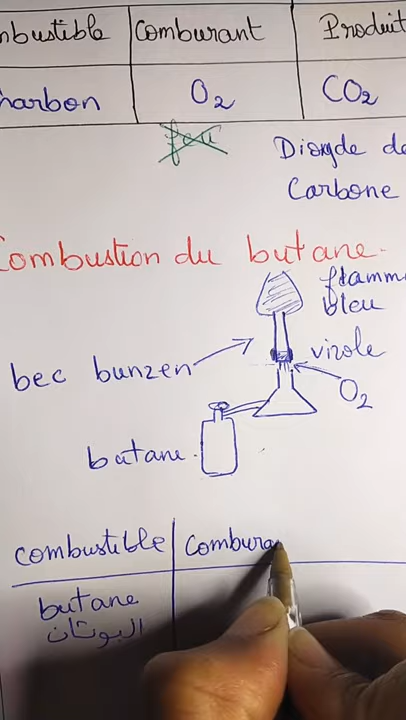 mbustible Comburant Produit
harbon O2 CO2
feu
Dioxyde de
Carbone
Combustion du butane.
flamme
bleu
virole
bec bunzen
O2
butane.
combustible Combura
butane
البوتان